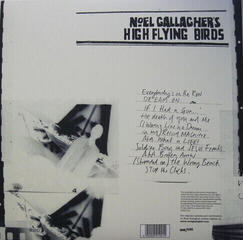 NOEL GALLAGHER'S
HIGH FLYING BIRDS
Everybody's on the Run
DREAM ON
If I Had a Gun...
the death of you and me
(I Wanna Live in a Dream
in my) Record Machine
AKA What a LIFE!
Soldier Boys and JESUS Freaks
AKA Broken Arrow
(Stranded on) the Wrong Beach
STOP the Clocks.